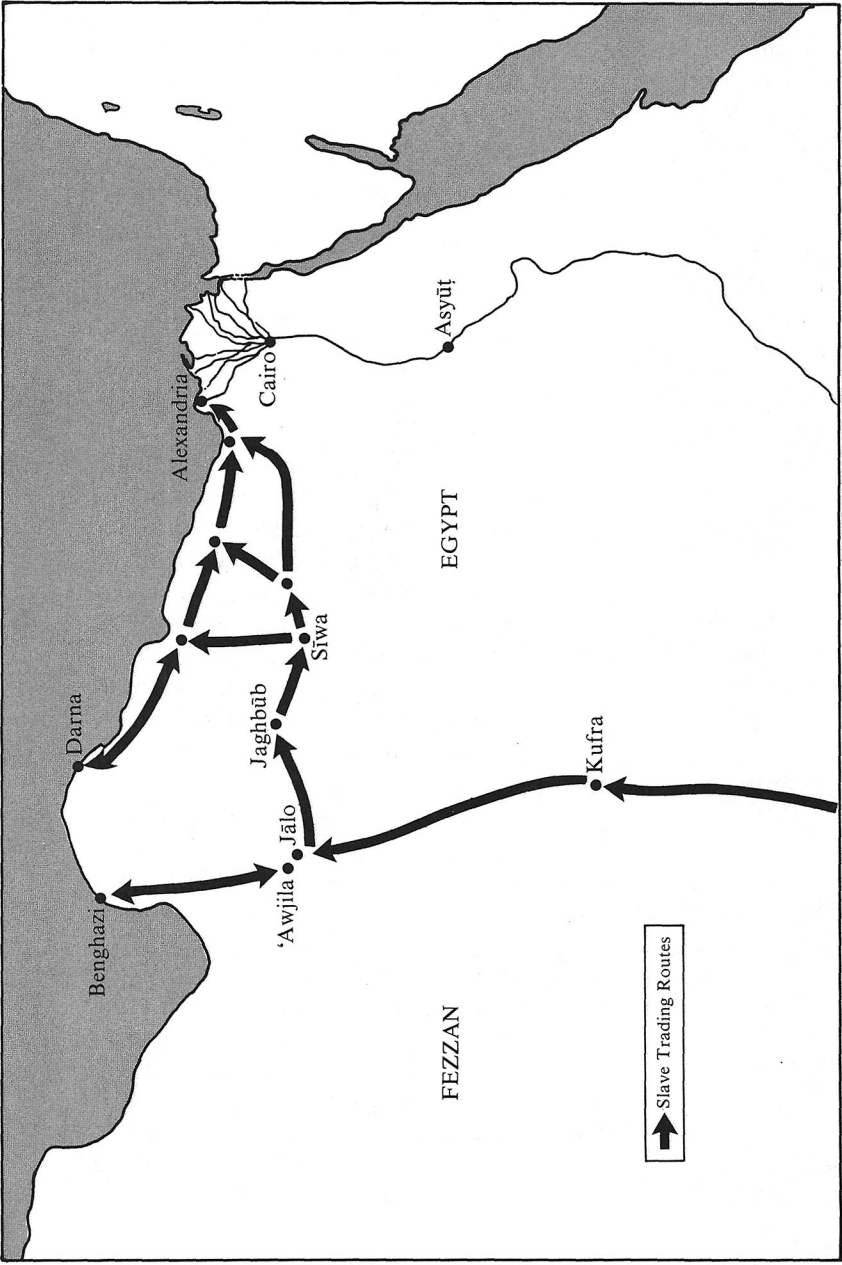 Alexandria
Cairo
Asyūṭ
EGYPT
Darna
Jaghbūb
Sīwa
Benghazi
‘Awjila
Jālo
Kufra
FEZZAN
Slave Trading Routes